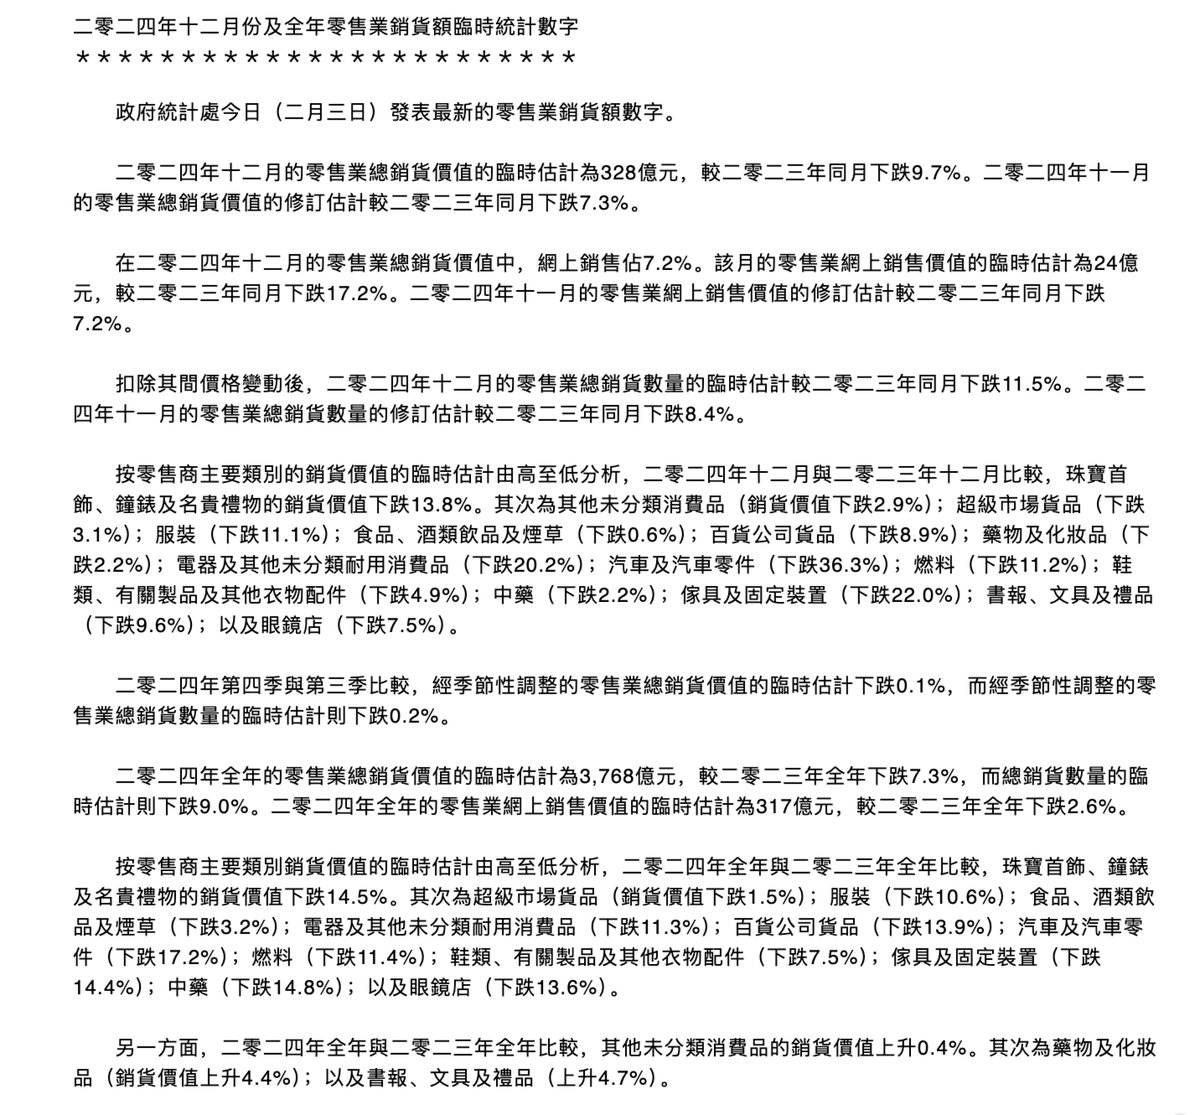 二零二四年十二月份及全年零售業銷貨額臨時統計數字
＊＊＊＊＊＊＊＊＊＊＊＊＊＊＊＊＊＊＊＊＊＊＊＊
政府統計處今日（二月三日）發表最新的零售業銷貨額數字。
二零二四年十二月的零售業總銷貨價值的臨時估計為328億元，較二零二三年同月下跌9.7%。二零二四年十一月
的零售業總銷貨價值的修訂估計較二零二三年同月下跌7.3%。
在二零二四年十二月的零售業總銷貨價值中，網上銷售佔7.2%。該月的零售業網上銷售價值的臨時估計為24億
元，較二零二三年同月下跌17.2%。二零二四年十一月的零售業網上銷售價值的修訂估計較二零二三年同月下跌
7.2%。
扣除其間價格變動後，二零二四年十二月的零售業總銷貨數量的臨時估計較二零二三年同月下跌11.5%。二零二
四年十一月的零售業總銷貨數量的修訂估計較二零二三年同月下跌8.4%。
按零售商主要類別的銷貨價值的臨時估計由高至低分析，二零二四年十二月與二零二三年十二月比較，珠寶首
飾、鐘錶及名貴禮物的銷貨價值下跌13.8%。其次為其他未分類消費品（銷貨價值下跌2.9%）；超級市場貨品（下跌
3.1%）；服裝（下跌11.1%）；食品、酒類飲品及煙草（下跌0.6%）；百貨公司貨品（下跌8.9%）；藥物及化妝品（下
跌2.2%）；電器及其他未分類耐用消費品（下跌20.2%）；汽車及汽車零件（下跌36.3%）；燃料（下跌11.2%）；鞋
類、有關製品及其他衣物配件（下跌4.9%）；中藥（下跌2.2%）；傢具及固定裝置（下跌22.0%）；書報、文具及禮品
（下跌9.6%）；以及眼鏡店（下跌7.5%）。
二零二四年第四季與第三季比較，經季節性調整的零售業總銷貨價值的臨時估計下跌0.1%，而經季節性調整的零
售業總銷貨數量的臨時估計則下跌0.2%。
二零二四年全年的零售業總銷貨價值的臨時估計為3,768億元，較二零二三年全年下跌7.3%，而總銷貨數量的臨
時估計則下跌9.0%。二零二四年全年的零售業網上銷售價值的臨時估計為317億元，較二零二三年全年下跌2.6%。
按零售商主要類別銷貨價值的臨時估計由高至低分析，二零二四年全年與二零二三年全年比較，珠寶首飾、鐘錶
及名貴禮物的銷貨價值下跌14.5%。其次為超級市場貨品（銷貨價值下跌1.5%）；服裝（下跌10.6%）；食品、酒類飲
品及煙草（下跌3.2%）；電器及其他未分類耐用消費品（下跌11.3%）；百貨公司貨品（下跌13.9%）；汽車及汽車零
件（下跌17.2%）；燃料（下跌11.4%）；鞋類、有關製品及其他衣物配件（下跌7.5%）；傢具及固定裝置（下跌
14.4%）；中藥（下跌14.8%）；以及眼鏡店（下跌13.6%）。
另一方面，二零二四年全年與二零二三年全年比較，其他未分類消費品的銷貨價值上升0.4%。其次為藥物及化妝
品（銷貨價值上升4.4%）；以及書報、文具及禮品（上升4.7%）。